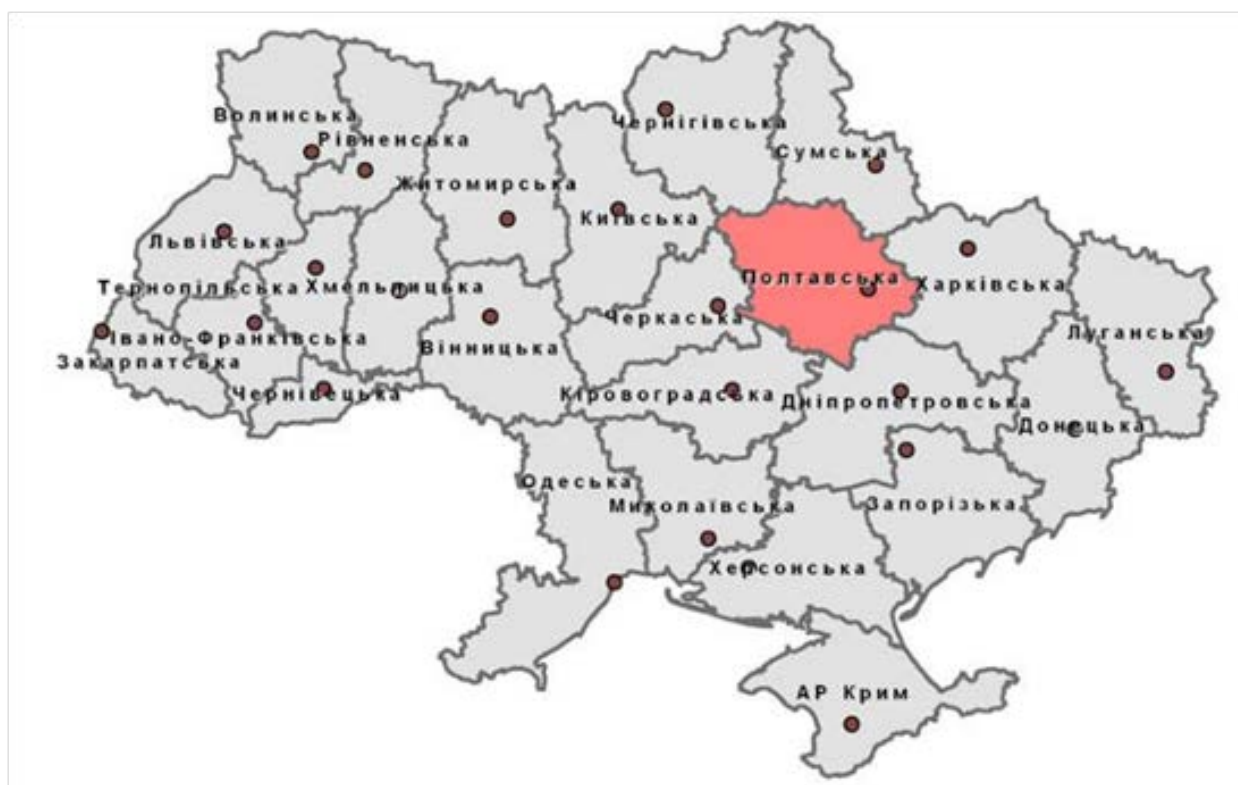 Волинська
Чернігівська
Рівненська
Сумська
Житомирська
Київська
Львівська
Полтавська
Тернопільська
Хмельницька
Харківська
Черкаська
Луганська
Івано-Франківська
Вінницька
Закарпатська
Чернівецька
Кіровоградська
Дніпропетровська
Донецька
Одеська
Миколаївська
Запорізька
Херсонська
АР Крим